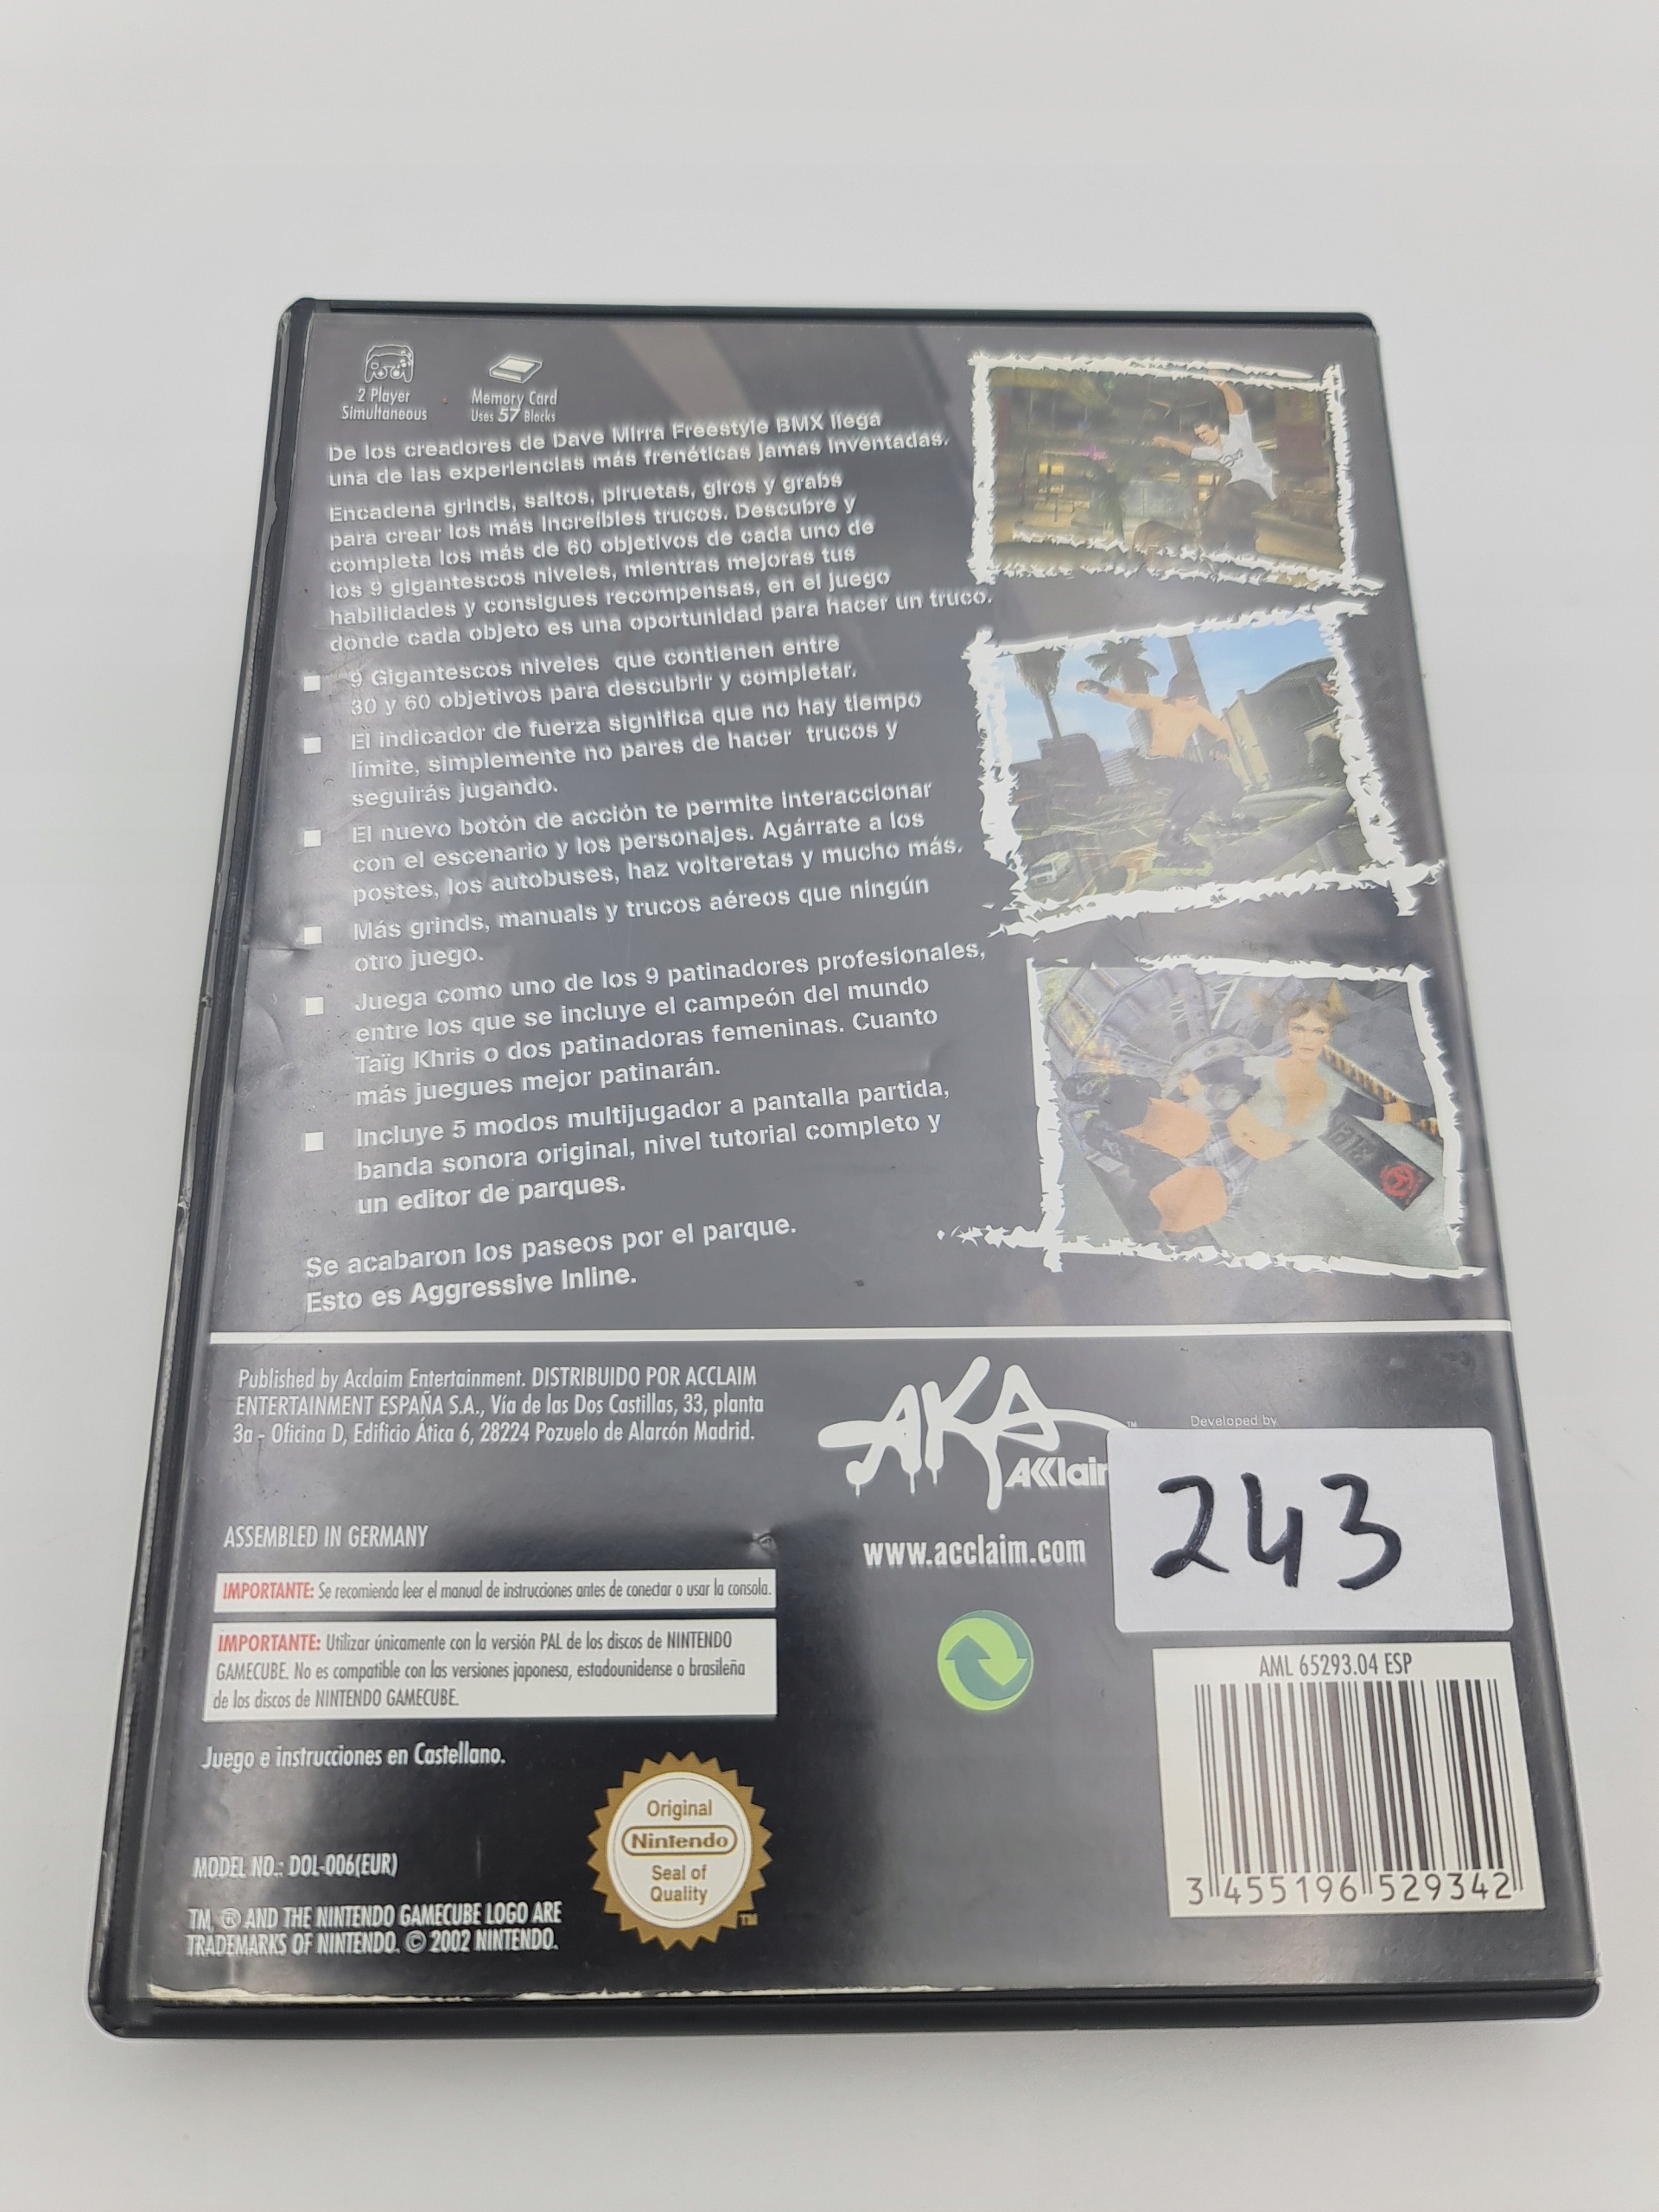 2 Player
Simultaneous
Memory Card
Uses 57 Blocks
De los creadores de Dave Mirra Freestyle BMX llega
una de las experiencias más frenéticas jamas inventadas.
Encadena grinds, saltos, piruetas, giros y grabs
para crear los más increíbles trucos. Descubre y
completa los más de 60 objetivos de cada uno de
los 9 gigantescos niveles, mientras mejoras tus
habilidades y consigues recompensas, en el juego
donde cada objeto es una oportunidad para hacer un truco.
9 Gigantescos niveles que contienen entre
30 y 60 objetivos para descubrir y completar.
El indicador de fuerza significa que no hay tiempo
límite, simplemente no pares de hacer trucos y
seguirás jugando.
El nuevo botón de acción te permite interaccionar
con el escenario y los personajes. Agárrate a los
postes, los autobuses, haz volteretas y mucho más.
Más grinds, manuals y trucos aéreos que ningún
otro juego.
Juega como uno de los 9 patinadores profesionales,
entre los que se incluye el campeón del mundo
Taïg Khris o dos patinadoras femeninas. Cuanto
más juegues mejor patinarán.
Incluye 5 modos multijugador a pantalla partida,
banda sonora original, nivel tutorial completo y
un editor de parques.
Se acabaron los paseos por el parque.
Esto es Aggressive Inline.
Published by Acclaim Entertainment. DISTRIBUIDO POR ACCLAIM
ENTERTAINMENT ESPAÑA S.A., Vía de las Dos Castillas, 33, planta
3a - Oficina D, Edificio Ática 6, 28224 Pozuelo de Alarcón Madrid.
AKA
AKklaim
™
www.acclaim.com
Developed by
243
ASSEMBLED IN GERMANY
IMPORTANTE: Se recomienda leer el manual de instrucciones antes de conectar o usar la consola.
IMPORTANTE: Utilizar únicamente con la versión PAL de los discos de NINTENDO
GAMECUBE. No es compatible con las versiones japonesa, estadounidense o brasileña
de los discos de NINTENDO GAMECUBE.
Juego e instrucciones en Castellano.
Original
Nintendo
Seal of
Quality
TM
AML 65293.04 ESP
3 455196 529342
MODEL NO.: DOL-006(EUR)
TM, ® AND THE NINTENDO GAMECUBE LOGO ARE
TRADEMARKS OF NINTENDO. © 2002 NINTENDO.